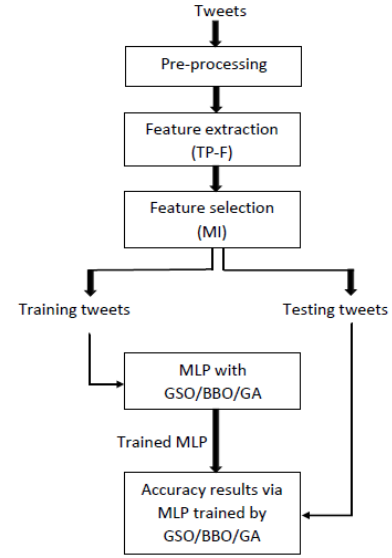 Tweets
Pre-processing
Feature extraction
(TP-F)
Feature selection
(MI)
Training tweets
Testing tweets
MLP with
GSO/BBO/GA
Trained MLP
Accuracy results via
MLP trained by
GSO/BBO/GA